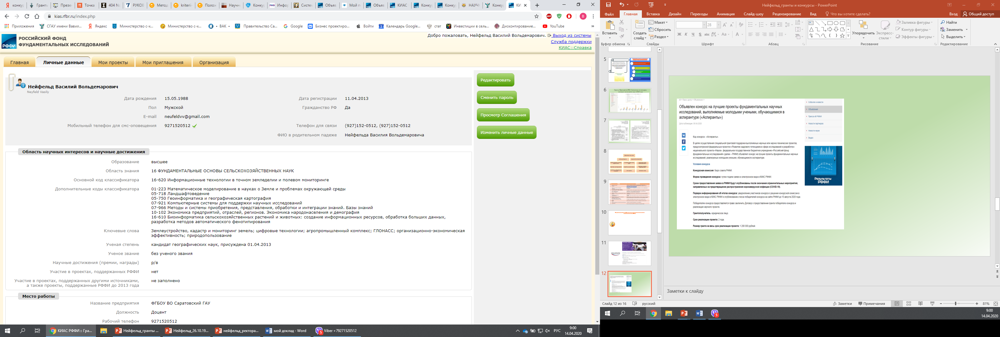 конкур
Гранты
Презе
Точка
404 Nо
РУКОВ
Метод
kriterii-
Полож
Научн
Конкур
Инфор
Систем
Объяв
Мой п
Объяв
КИАС
Конкур
Конкур
НАУЧН
Конкур
КИ
kias.rfbr.ru/index.php
Приложения
СГАУ имени Вавил...
Яндекс
Министерство с-х...
Министерство с-х...
• ВАК •
Правительство Са...
Google
Бизнес проектиро...
Войти
Календарь Google...
стат
Инвестиции в сель...
Дисконтирование...
YouTube
РФФИ
РОССИЙСКИЙ ФОНД
ФУНДАМЕНТАЛЬНЫХ ИССЛЕДОВАНИЙ
Добро пожаловать, Нейфельд Василий Вольдемарович. Выход из системы
Служба поддержки
КИАС::Справка
Главная
Личные данные
Мои проекты
Мои приглашения
Организация
Нейфельд Василий Вольдемарович
Neyfeld Vasily
Дата рождения 15.05.1988
Дата регистрации 11.04.2013
Пол Мужской
Гражданство РФ Да
E-mail neufeldvv@gmail.com
Мобильный телефон для смс-оповещения 9271520512
Телефон для связи (927)152-0512, (927)152-0512
ФИО в родительном падеже Нейфельда Василия Вольдемаровича
Редактировать
Сменить пароль
Просмотр Соглашения
Изменить личные данные
Область научных интересов и научные достижения
Образование высшее
Область знания 16 ФУНДАМЕНТАЛЬНЫЕ ОСНОВЫ СЕЛЬСКОХОЗЯЙСТВЕННЫХ НАУК
Основной код классификатора 16-620 Информационные технологии в точном земледелии и полевом мониторинге
Дополнительные коды классификатора 01-223 Математическое моделирование в науках о Земле и проблемах окружающей среды
05-718 Ландшафтоведение
05-750 Геоинформатика и географическая картография
07-921 Компьютерные системы для поддержки научных исследований
07-966 Методы и системы приобретения, представления, обработки и интеграции знаний. Базы знаний
10-102 Экономика предприятий, отраслей, регионов. Экономика народонаселения и демография
16-610 Биоинформатика сельскохозяйственных растений и животных: создание информационных ресурсов, обработка больших данных,
разработка методов автоматического фенотипирования
Ключевые слова Землеустройство, кадастр и мониторинг земель; цифровые технологии; агропромышленный комплекс; ГЛОНАСС; организационно-экономическая
эффективность; природопользование
Ученая степень кандидат географических наук, присуждена 01.04.2013
Ученое звание без ученого звания
Научные достижения (премии, награды) р/в
Участие в проектах, поддержанных РФФИ нет
Участие в проектах, поддержанных другими источниками, не заполнено
а также проекты, поддержанные РФФИ до 2013 года
Место работы
Название предприятия ФГБОУ ВО Саратовский ГАУ
Должность Доцент
Рабочий телефон 9271520512
КИАС РФФИ :: Гра...
Нейфельд_гранты ...
Нейфельд_26.10.19...
нейфельд_ректора...
мой доклад - Word
Viber +79271520512
РУС
9:00
14.04.2020
Нейфельд_гранты и конкурсы - PowerPoint
Файл
Главная
Вставка
Дизайн
Переходы
Анимация
Слайд-шоу
Рецензирование
Вид
Что вы хотите сделать?
Вход
Общий доступ
Вставить
Создать слайд
Макет
Сбросить
Раздел
28
Ж К Ч S abc AV Aa А
Упорядочить
Экспресс-стили
Заливка фигуры
Контур фигуры
Эффекты фигуры
Найти
Заменить
Выделить
Буфер обмена
Слайды
Шрифт
Абзац
Рисование
Редактирование
5
6
7
8
9
10
11
12
Объявлен конкурс на лучшие проекты фундаментальных научных
исследований, выполняемые молодыми учеными, обучающимися в
аспирантуре («Аспиранты»)
Дата публикации: 09.04.2020
Код конкурса - «Аспиранты»
В целях осуществления специальной грантовой поддержки выполняемых научных или научно-технических проектов,
предусмотренной федеральным проектом «Развитие кадрового потенциала в сфере исследований и разработок»
национального проекта «Наука», федеральное государственное бюджетное учреждение «Российский фонд
фундаментальных исследований» (далее – РФФИ) объявляет конкурс на лучшие проекты фундаментальных научных
исследований, реализуемых молодыми учеными, обучающимися в аспирантуре.
Условия конкурса
Конкурсная комиссия: бюро совета РФФИ
Форма проведения конкурса: путем подачи заявок в электронном виде в КИАС РФФИ
Сроки предоставления заявок в РФФИ будут опубликованы после окончания ограничительных мероприятий,
направленных на предотвращение распространения коронавирусной инфекции (COVID-19).
Порядок информирования об итогах конкурса: уведомление участников конкурса о решении конкурсной комиссии в
электронном виде в КИАС РФФИ и опубликование списка победителей конкурса на сайте РФФИ до 15 августа 2020 года
Победителям конкурса предоставляется право заключить Договор о предоставлении гранта победителю конкурса и
реализации научного проекта.
Грантополучатель: юридическое лицо.
Срок реализации проекта: 2 года.
Размер гранта на весь срок реализации проекта: 1 200 000 рублей.
События и новости
Объявления
Пресса об РФФИ
Новости партнеров
Новости науки
Видео
Результаты
РФФИ
Заметки к слайду
Слайд 12 из 16
русский
Заметки
Примечания
81%
9:00
14.04.2020